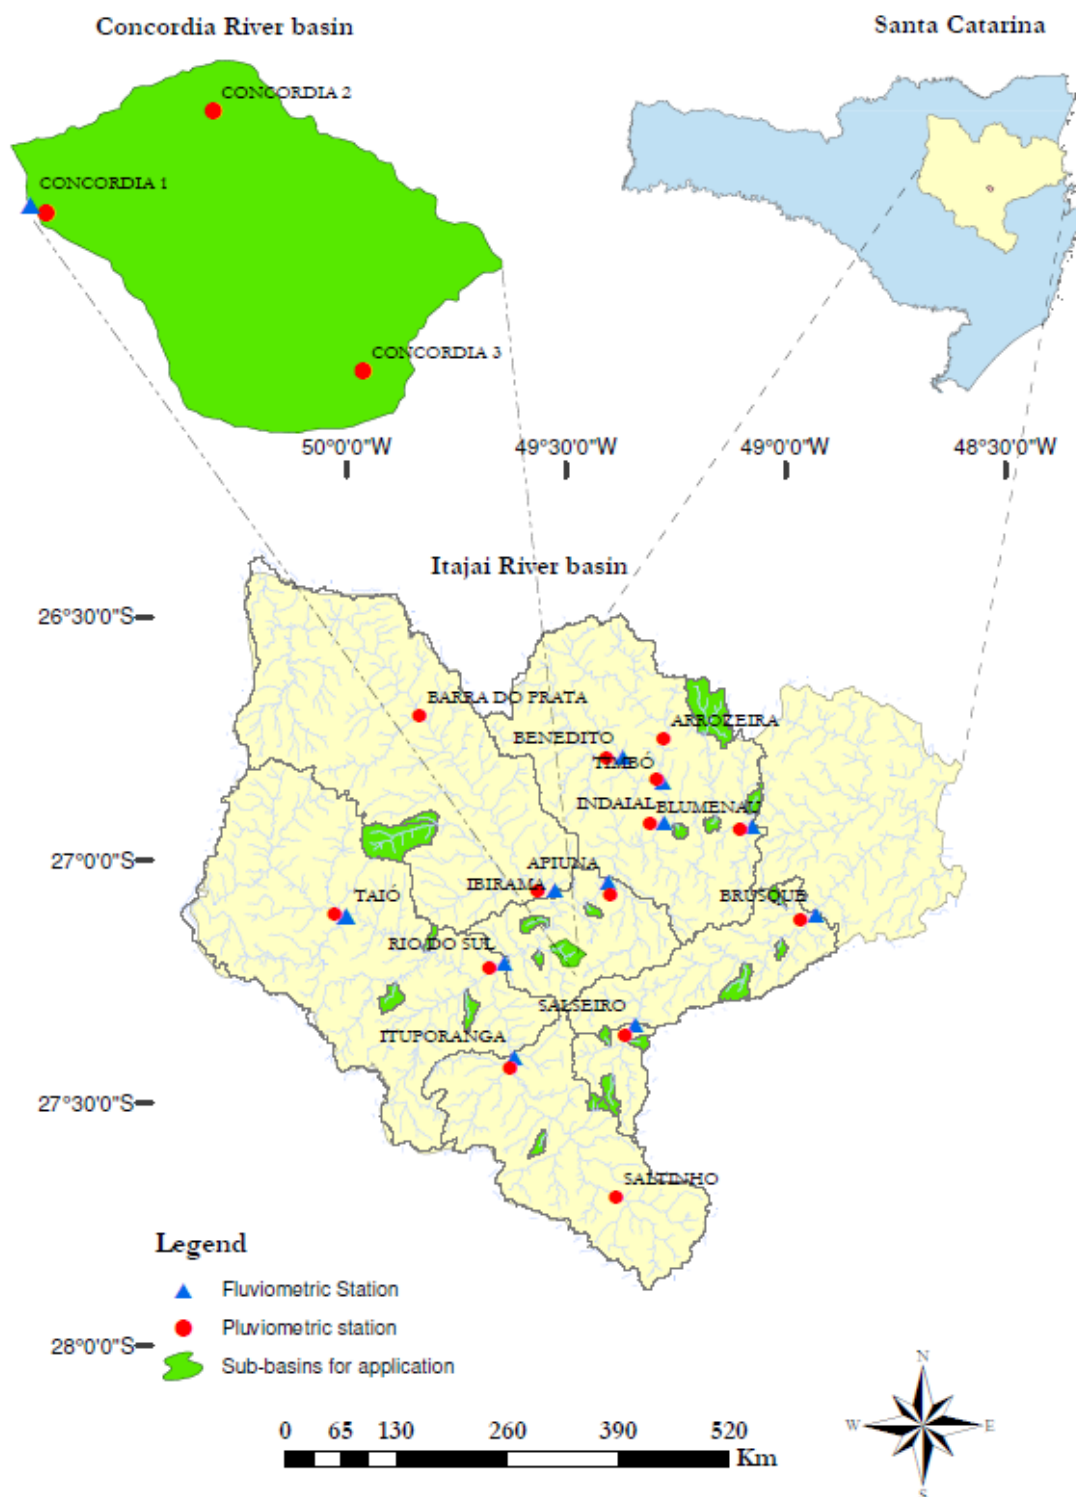 Concordia River basin
Santa Catarina
CONCORDIA 2
CONCORDIA 1
CONCORDIA 3
50°0'0"W 49°30'0"W 49°0'0"W 48°30'0"W
Itajai River basin
26°30'0"S
BARRA DO PRATA
ARROZEIRA
BENEDITO
TIMBÓ
INDAIAL
BLUMENAU
27°0'0"S
APIUNA
IBIRAMA
TAIÓ
BRUSQUE
RIO DO SUL
SALSEIRO
ITUPORANGA
27°30'0"S
SALTINHO
Legend
Fluviometric Station
Pluviometric station
28°0'0"S
Sub-basins for application
N
W E
S
0 65 130 260 390 520
Km